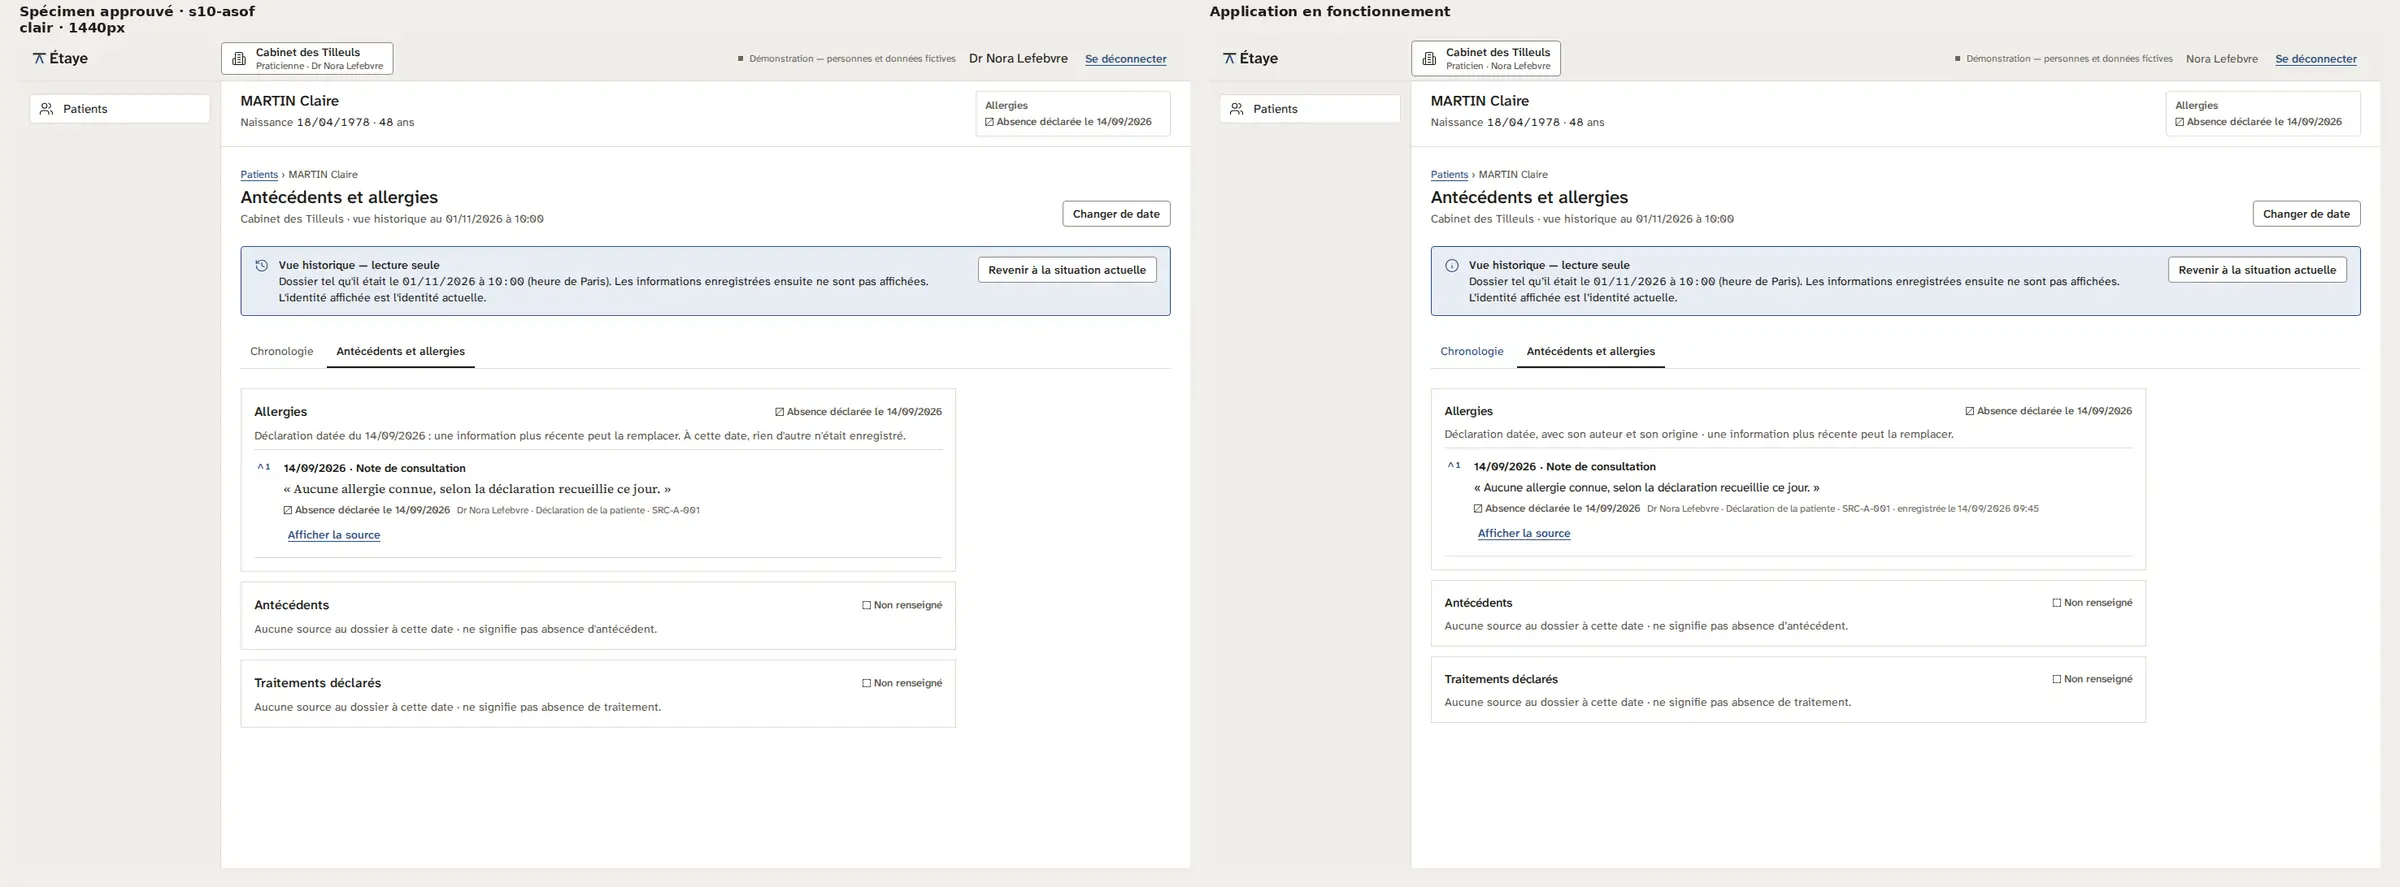 Spécimen approuvé · s10-asof
clair · 1440px
Étaye
Cabinet des Tilleuls
Praticienne · Dr Nora Lefebvre
Démonstration — personnes et données fictives
Dr Nora Lefebvre
Se déconnecter
Patients
MARTIN Claire
Naissance 18/04/1978 · 48 ans
Allergies
Absence déclarée le 14/09/2026
Patients › MARTIN Claire
Antécédents et allergies
Cabinet des Tilleuls · vue historique au 01/11/2026 à 10:00
Changer de date
Vue historique — lecture seule
Dossier tel qu'il était le 01/11/2026 à 10:00 (heure de Paris). Les informations enregistrées ensuite ne sont pas affichées.
L'identité affichée est l'identité actuelle.
Revenir à la situation actuelle
Chronologie
Antécédents et allergies
Allergies
Absence déclarée le 14/09/2026
Déclaration datée du 14/09/2026 : une information plus récente peut la remplacer. À cette date, rien d'autre n'était enregistré.
^1
14/09/2026 · Note de consultation
« Aucune allergie connue, selon la déclaration recueillie ce jour. »
Absence déclarée le 14/09/2026 Dr Nora Lefebvre · Déclaration de la patiente · SRC-A-001
Afficher la source
Antécédents
Non renseigné
Aucune source au dossier à cette date · ne signifie pas absence d'antécédent.
Traitements déclarés
Non renseigné
Aucune source au dossier à cette date · ne signifie pas absence de traitement.
Application en fonctionnement
Étaye
Cabinet des Tilleuls
Praticien · Nora Lefebvre
Démonstration — personnes et données fictives
Nora Lefebvre
Se déconnecter
Patients
MARTIN Claire
Naissance 18/04/1978 · 48 ans
Allergies
Absence déclarée le 14/09/2026
Patients › MARTIN Claire
Antécédents et allergies
Cabinet des Tilleuls · vue historique au 01/11/2026 à 10:00
Changer de date
Vue historique — lecture seule
Dossier tel qu'il était le 01/11/2026 à 10:00 (heure de Paris). Les informations enregistrées ensuite ne sont pas affichées.
L'identité affichée est l'identité actuelle.
Revenir à la situation actuelle
Chronologie
Antécédents et allergies
Allergies
Absence déclarée le 14/09/2026
Déclaration datée, avec son auteur et son origine · une information plus récente peut la remplacer.
^1
14/09/2026 · Note de consultation
« Aucune allergie connue, selon la déclaration recueillie ce jour. »
Absence déclarée le 14/09/2026 Dr Nora Lefebvre · Déclaration de la patiente · SRC-A-001 · enregistrée le 14/09/2026 09:45
Afficher la source
Antécédents
Non renseigné
Aucune source au dossier à cette date · ne signifie pas absence d'antécédent.
Traitements déclarés
Non renseigné
Aucune source au dossier à cette date · ne signifie pas absence de traitement.